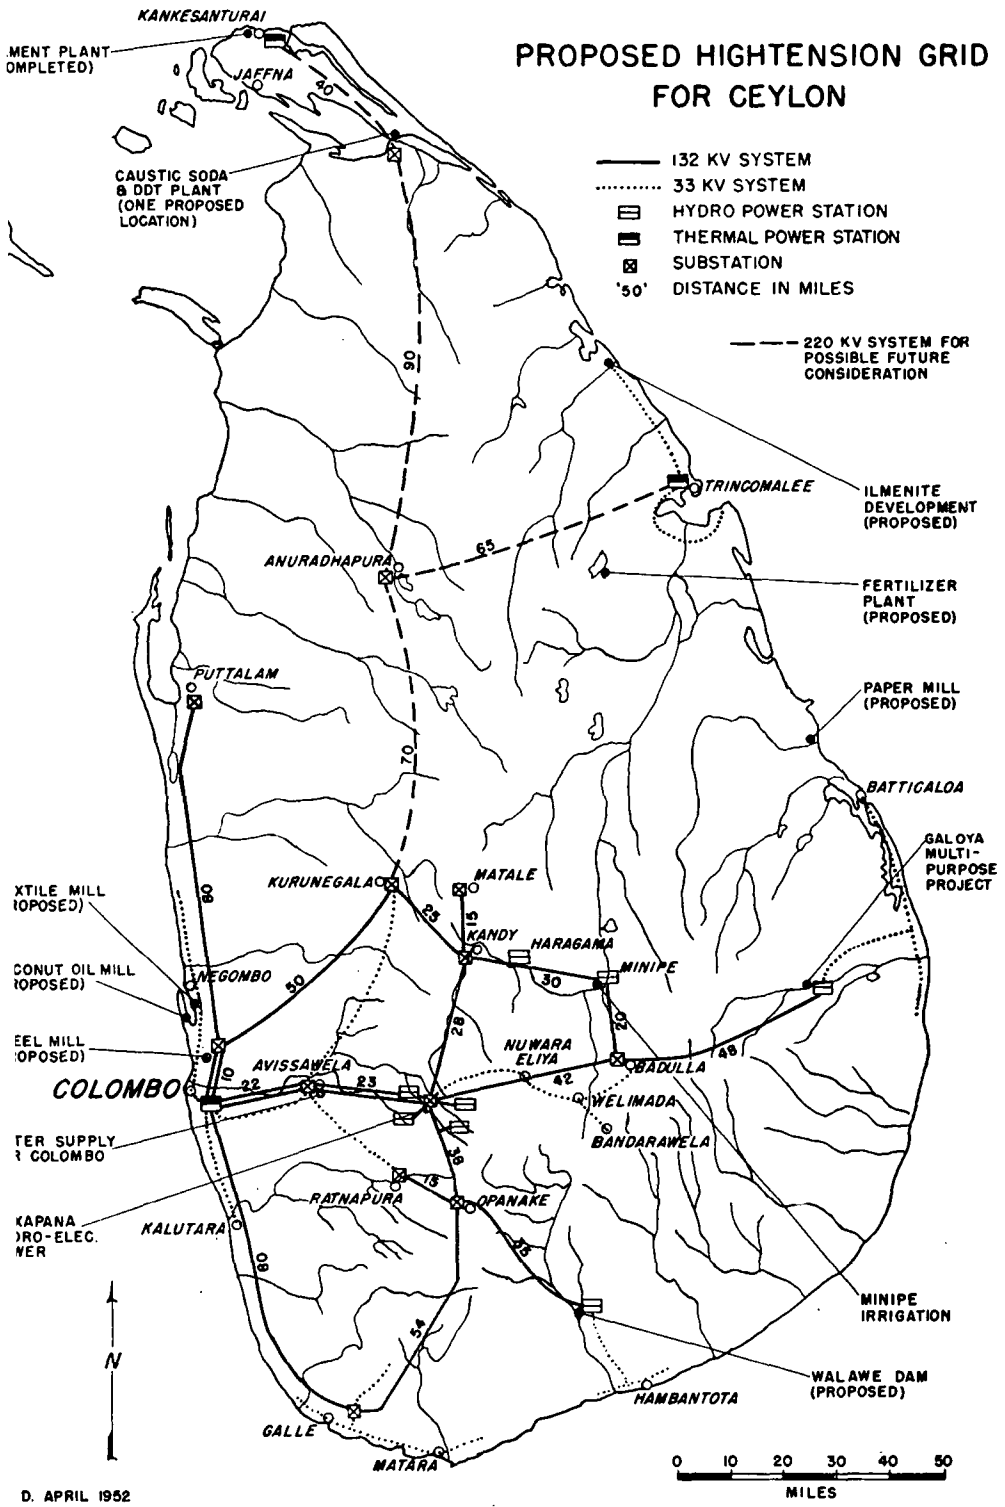 KANKESANTURAI
PROPOSED HIGHTENSION GRID
FOR CEYLON
MENT PLANT
OMPLETED)
JAFFNA
40
132 KV SYSTEM
33 KV SYSTEM
HYDRO POWER STATION
THERMAL POWER STATION
SUBSTATION
'50' DISTANCE IN MILES
CAUSTIC SODA
& DDT PLANT
(ONE PROPOSED
LOCATION)
220 KV SYSTEM FOR
POSSIBLE FUTURE
CONSIDERATION
90
TRINCOMALEE
ILMENITE
DEVELOPMENT
(PROPOSED)
65
ANURADHAPURA
FERTILIZER
PLANT
(PROPOSED)
PUTTALAM
PAPER MILL
(PROPOSED)
70
BATTICALOA
GALOYA
MULTI-
PURPOSE
PROJECT
KURUNEGALA
MATALE
XTILE MILL
ROPOSED)
80
25
15
KANDY
HARAGAMA
MINIPE
CONUT OIL MILL
ROPOSED)
NEGOMBO
50
30
28
20
EEL MILL
OPOSED)
NUWARA
ELIYA
AVISSAWELA
48
BADULLA
COLOMBO
10
22
23
42
WELIMADA
BANDARAWELA
TER SUPPLY
R COLOMBO
38
15
RATNAPURA
OPANAKE
KAPANA
DRO-ELEC.
WER
KALUTARA
35
80
MINIPE
IRRIGATION
54
N
WALAWE DAM
(PROPOSED)
HAMBANTOTA
GALLE
MATARA
0 10 20 30 40 50
MILES
D. APRIL 1952